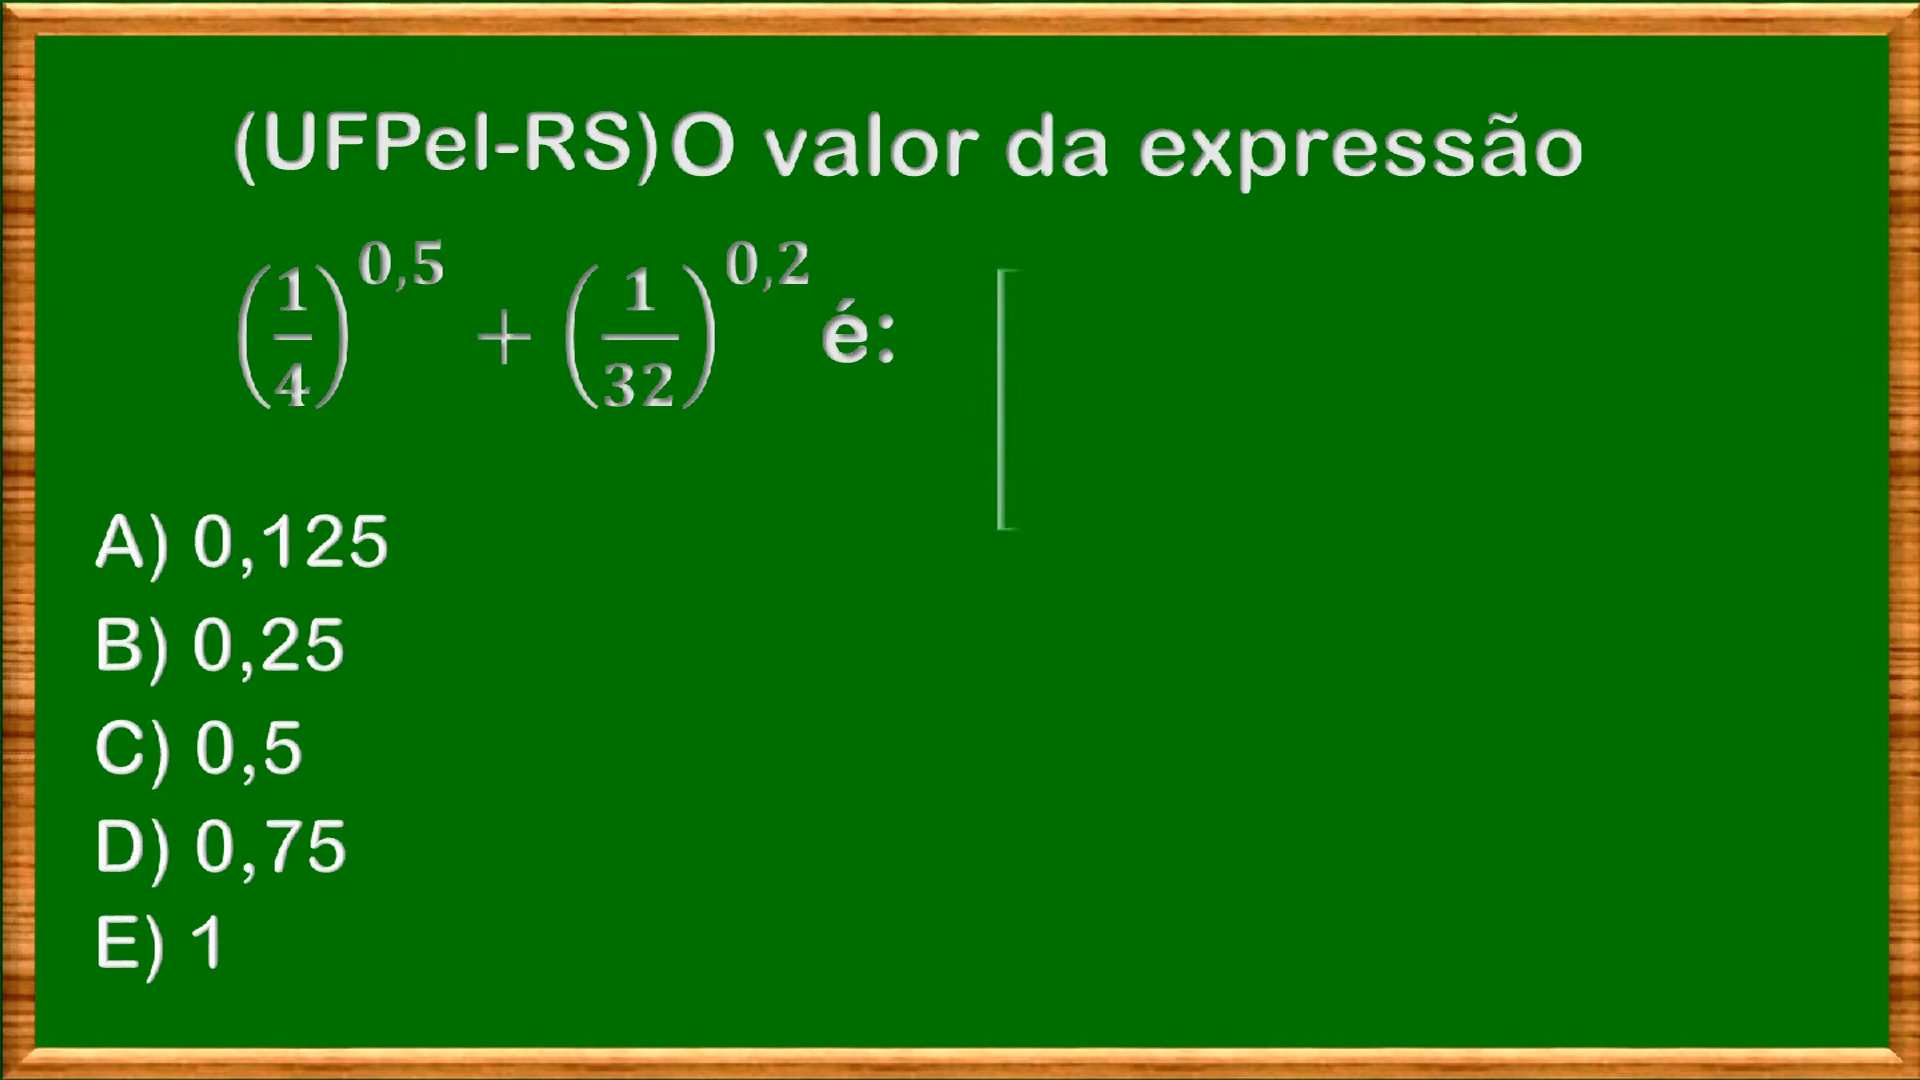 (UFPel-RS)O valor da expressão
(1/4)^0,5 + (1/32)^0,2 é:
A) 0,125
B) 0,25
C) 0,5
D) 0,75
E) 1